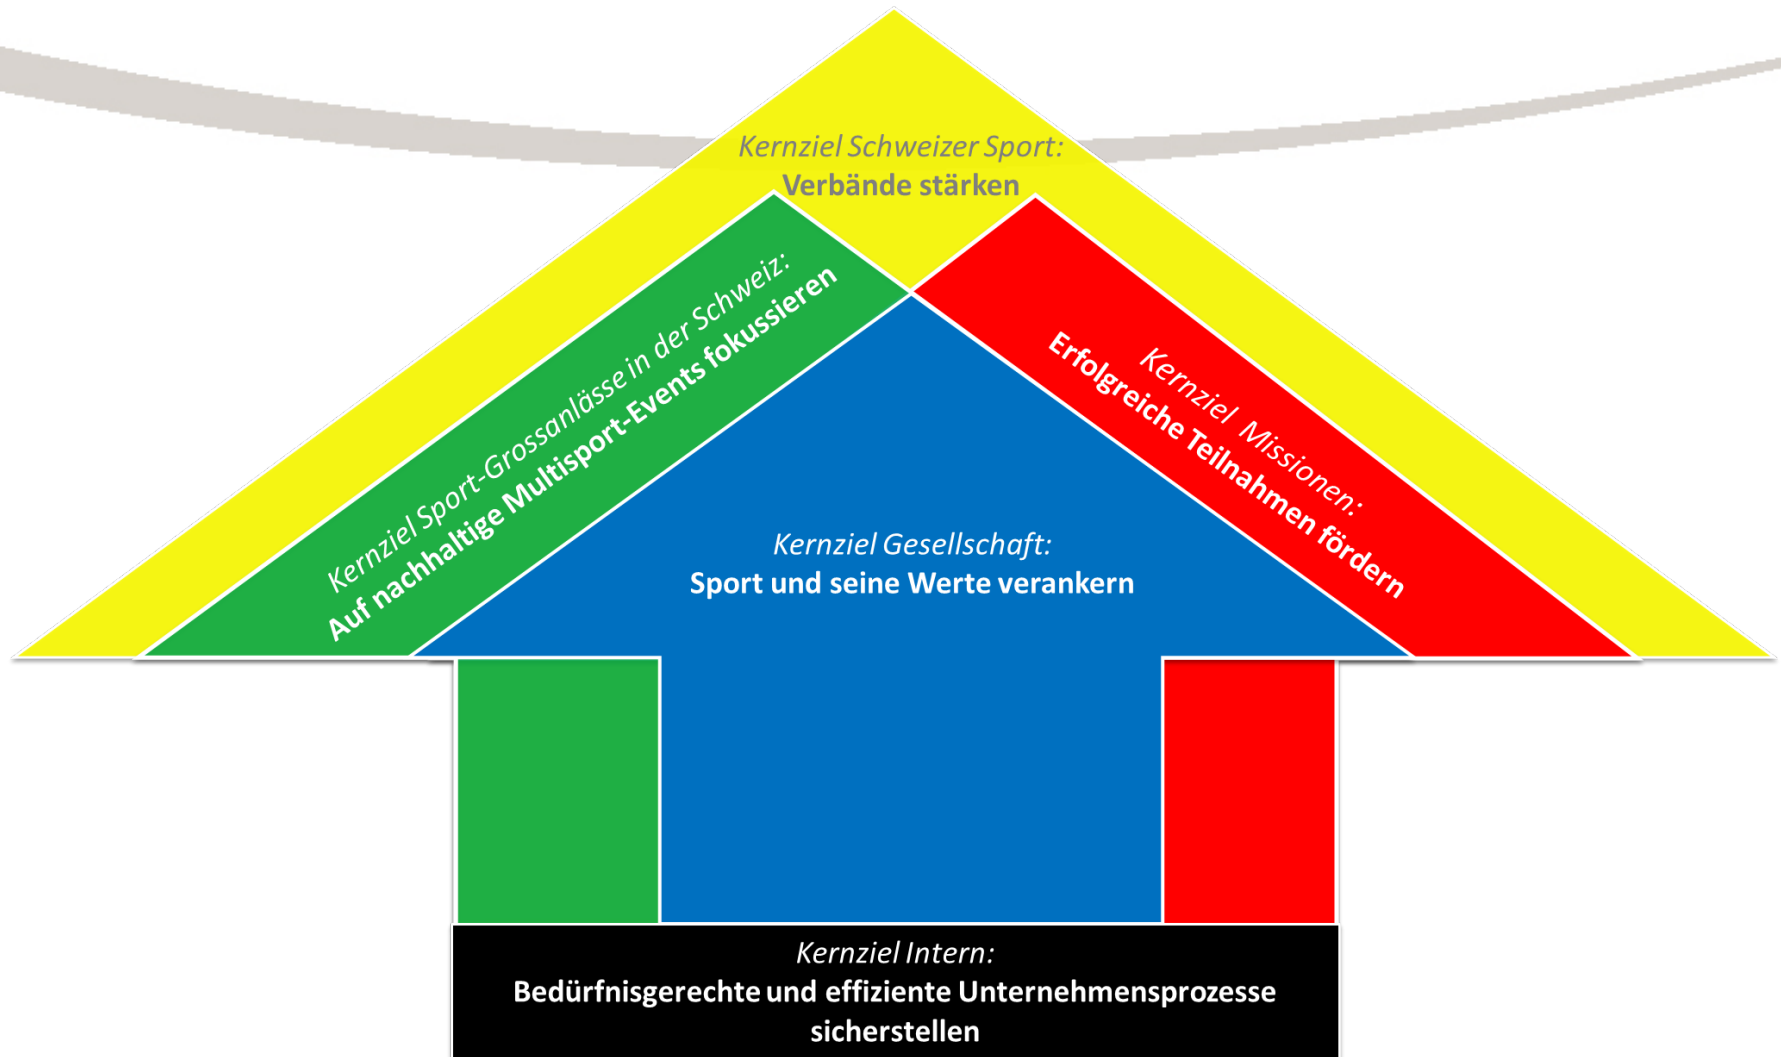 Kernziel Schweizer Sport:
Verbände stärken
Kernziel Sport-Grossanlässe in der Schweiz:
Auf nachhaltige Multisport-Events fokussieren
Kernziel Missionen:
Erfolgreiche Teilnahmen fördern
Kernziel Gesellschaft:
Sport und seine Werte verankern
Kernziel Intern:
Bedürfnisgerechte und effiziente Unternehmensprozesse
sicherstellen